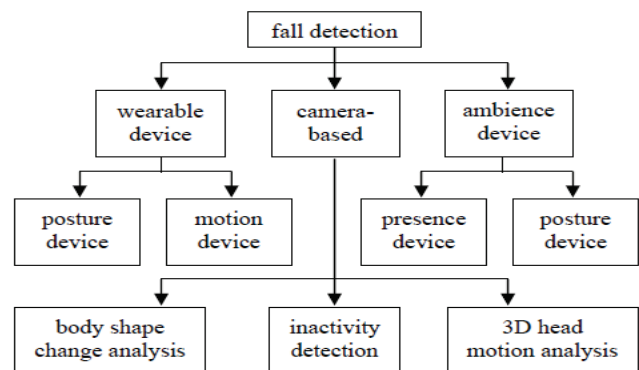 fall detection
wearable
device
camera-
based
ambience
device
posture
device
motion
device
presence
device
posture
device
body shape
change analysis
inactivity
detection
3D head
motion analysis